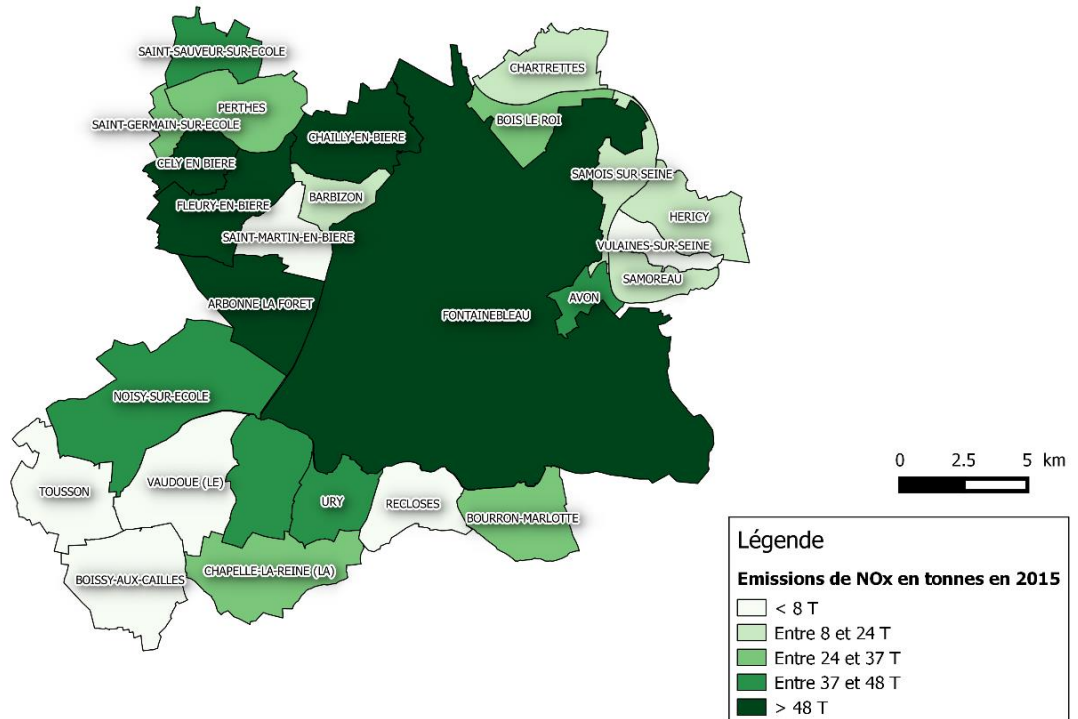 SAINT-SAUVEUR-SUR-ECOLE
CHARTRETTES
PERTHES
SAINT-GERMAIN-SUR-ECOLE
BOIS LE ROI
CHAILLY-EN-BIERE
CELY EN BIERE
SAMOIS SUR-SEINE
BARBIZON
FLEURY-EN-BIERE
HERICY
SAINT-MARTIN-EN-BIERE
VULAINES-SUR-SEINE
SAMOREAU
AVON
ARBONNE-LA FORET
FONTAINEBLEAU
NOISY-SUR-ECOLE
0 2.5 5 km
VAUDOUE (LE)
TOUSSON
URY
RECLOSES
BOURRON-MARLOTTE
CHAPELLE-LA-REINE (LA)
BOISSY-AUX-CAILLES
Légende
Emissions de NOx en tonnes en 2015
< 8 T
Entre 8 et 24 T
Entre 24 et 37 T
Entre 37 et 48 T
> 48 T